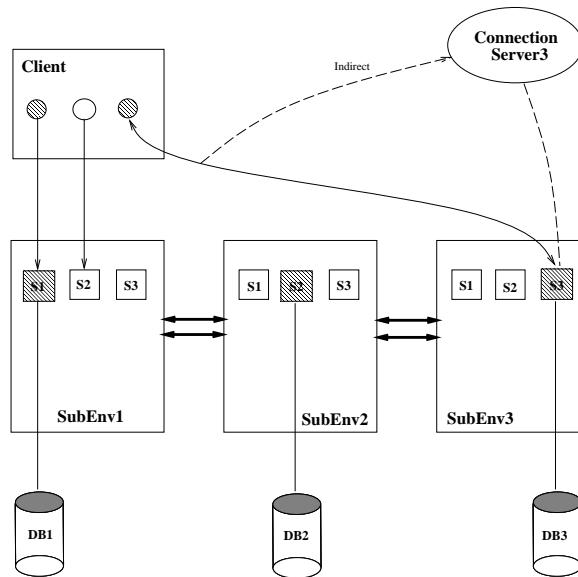 Connection
Server3
Indirect
Client
S1
S2
S3
S1
S2
S3
S1
S2
S3
SubEnv1
SubEnv2
SubEnv3
DB1
DB2
DB3